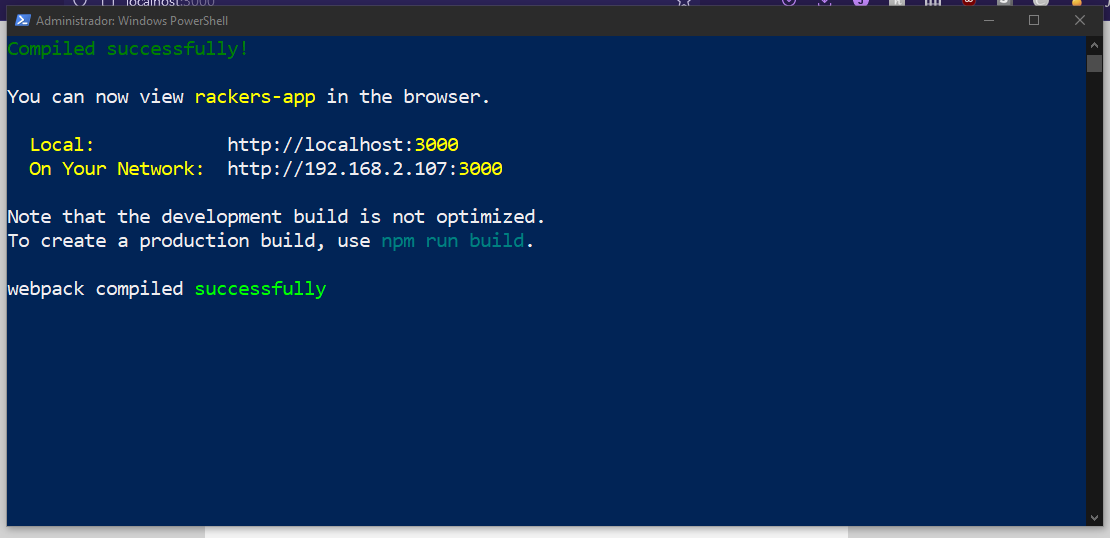 localhost:3000
Administrador: Windows PowerShell
Compiled successfully!
You can now view rackers-app in the browser.
Local: http://localhost:3000
On Your Network: http://192.168.2.107:3000
Note that the development build is not optimized.
To create a production build, use npm run build.
webpack compiled successfully